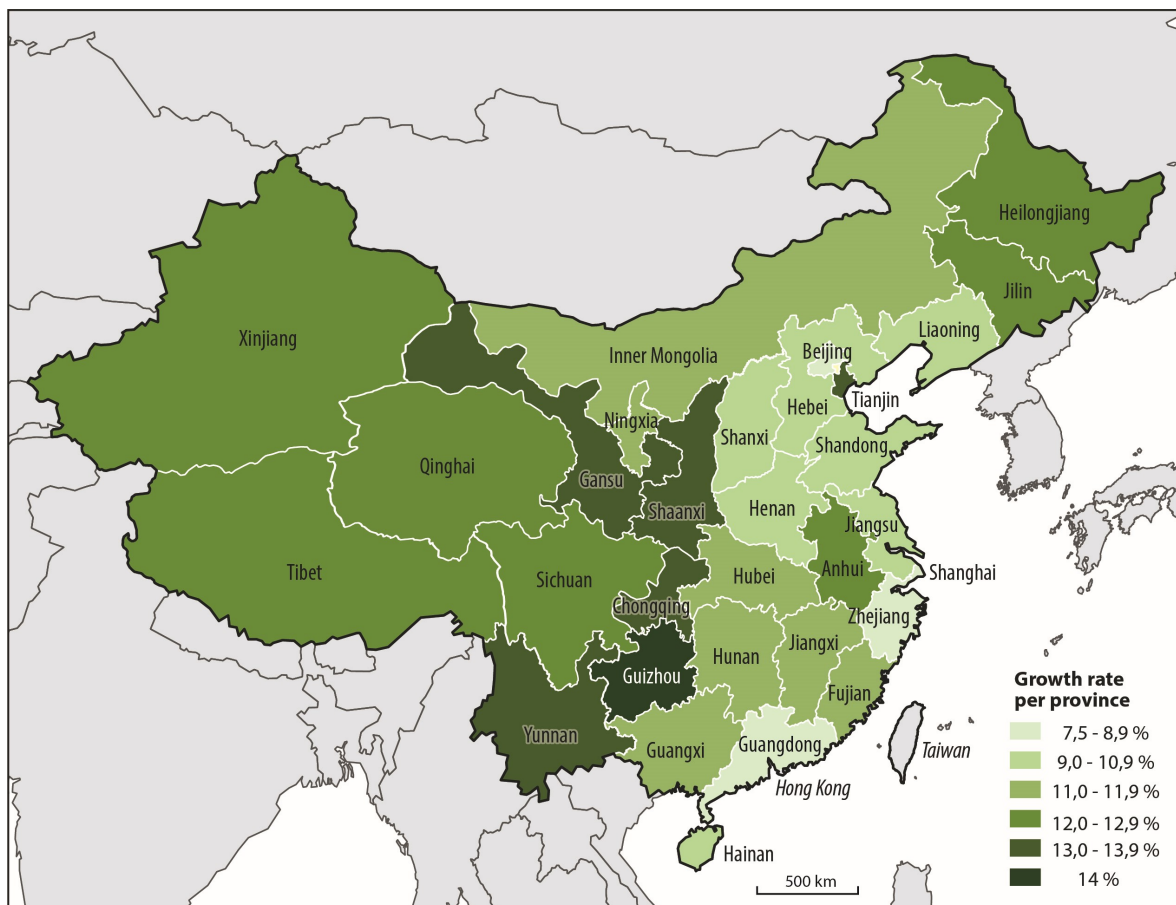 Heilongjiang
Jilin
Xinjiang
Liaoning
Beijing
Inner Mongolia
Tianjin
Hebei
Ningxia
Shanxi
Shandong
Qinghai
Gansu
Shaanxi
Henan
Jiangsu
Tibet
Sichuan
Hubei
Anhui
Shanghai
Chongqing
Zhejiang
Jiangxi
Hunan
Guizhou
Fujian
Yunnan
Guangxi
Guangdong
Taiwan
Hong Kong
Hainan
500 km
Growth rate
per province
7,5 - 8,9 %
9,0 - 10,9 %
11,0 - 11,9 %
12,0 - 12,9 %
13,0 - 13,9 %
14 %